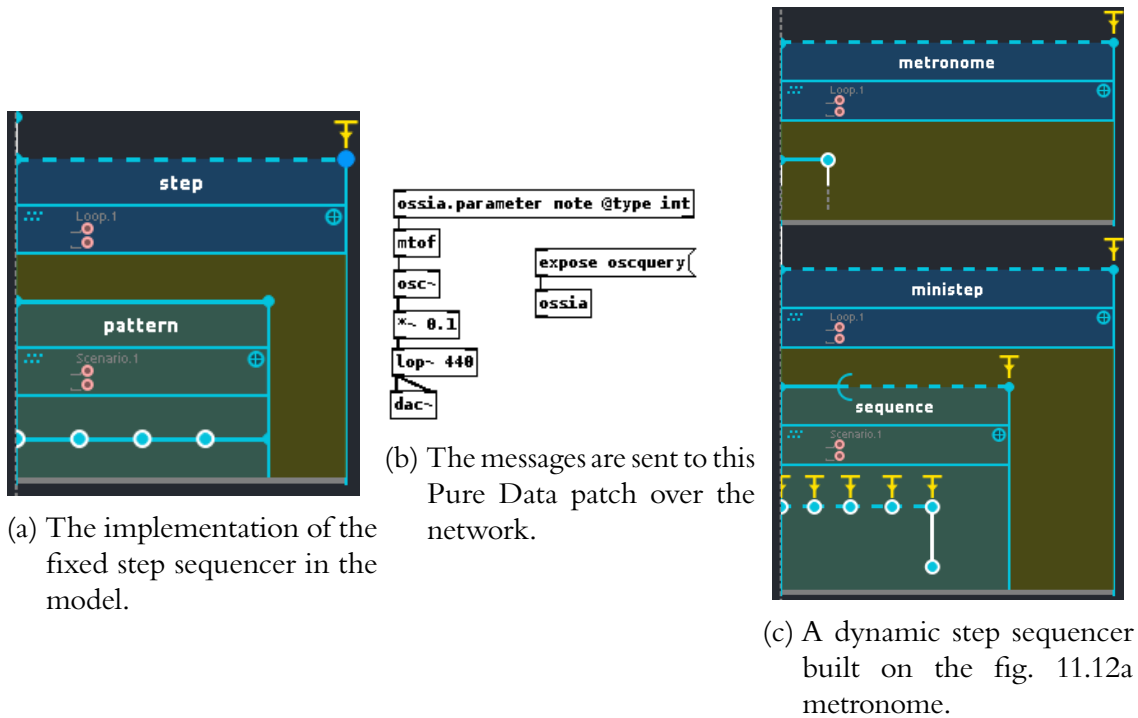 step
Loop.1
pattern
Scenario.1
(a) The implementation of the
fixed step sequencer in the
model.
ossia.parameter note @type int
mtof
osc~
*~ 0.1
lop~ 440
dac~
expose oscquery
ossia
(b) The messages are sent to this
Pure Data patch over the
network.
metronome
Loop.1
ministep
Loop.1
sequence
Scenario.1
(c) A dynamic step sequencer
built on the fig. 11.12a
metronome.